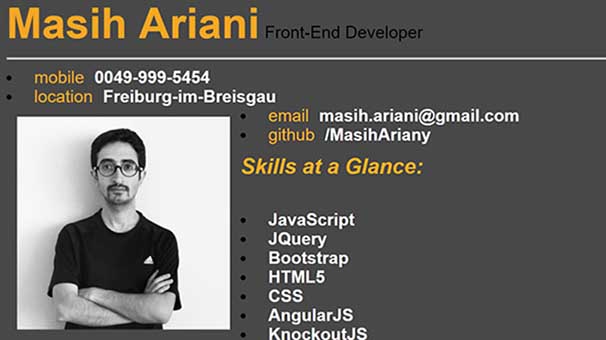 Masih Ariani Front-End Developer
mobile 0049-999-5454
location Freiburg-im-Breisgau
email masih.ariani@gmail.com
github /MasihAriany
Skills at a Glance:
JavaScript
JQuery
Bootstrap
HTML5
CSS
AngularJS
KnockoutJS